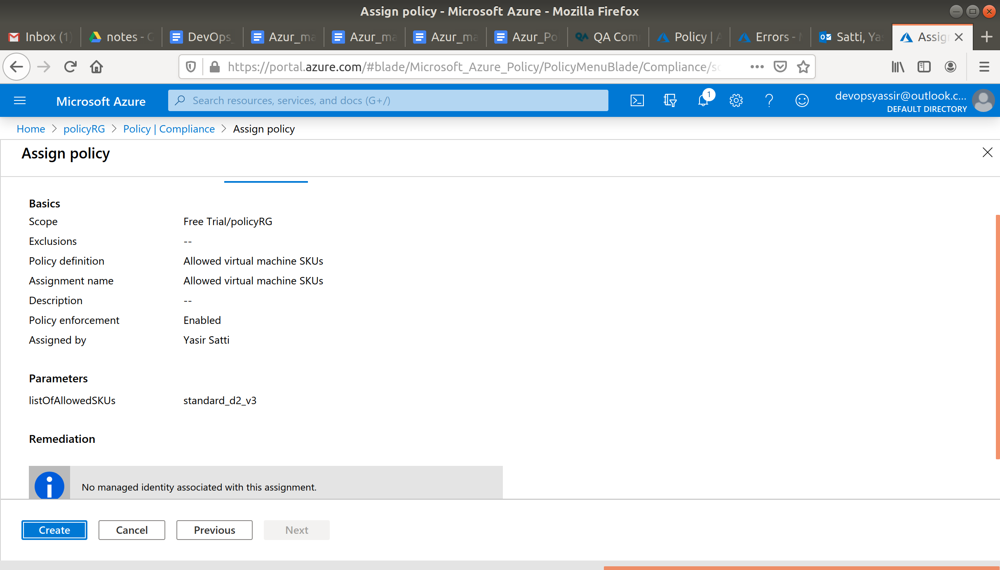 Assign policy - Microsoft Azure - Mozilla Firefox
Inbox (1) notes - G DevOps_ Azur_ma Azur_ma Azur_ma Azur_Po QA Com Policy | A Errors - Satti, Yas Assig
https://portal.azure.com/#blade/Microsoft_Azure_Policy/PolicyMenuBlade/Compliance/sc
Microsoft Azure
Search resources, services, and docs (G+/)
1
devopsyassir@outlook.c...
DEFAULT DIRECTORY
Home > policyRG > Policy | Compliance > Assign policy
Assign policy
Basics
Scope Free Trial/policyRG
Exclusions --
Policy definition Allowed virtual machine SKUs
Assignment name Allowed virtual machine SKUs
Description --
Policy enforcement Enabled
Assigned by Yasir Satti
Parameters
listOfAllowedSKUs standard_d2_v3
Remediation
No managed identity associated with this assignment.
Create Cancel Previous Next